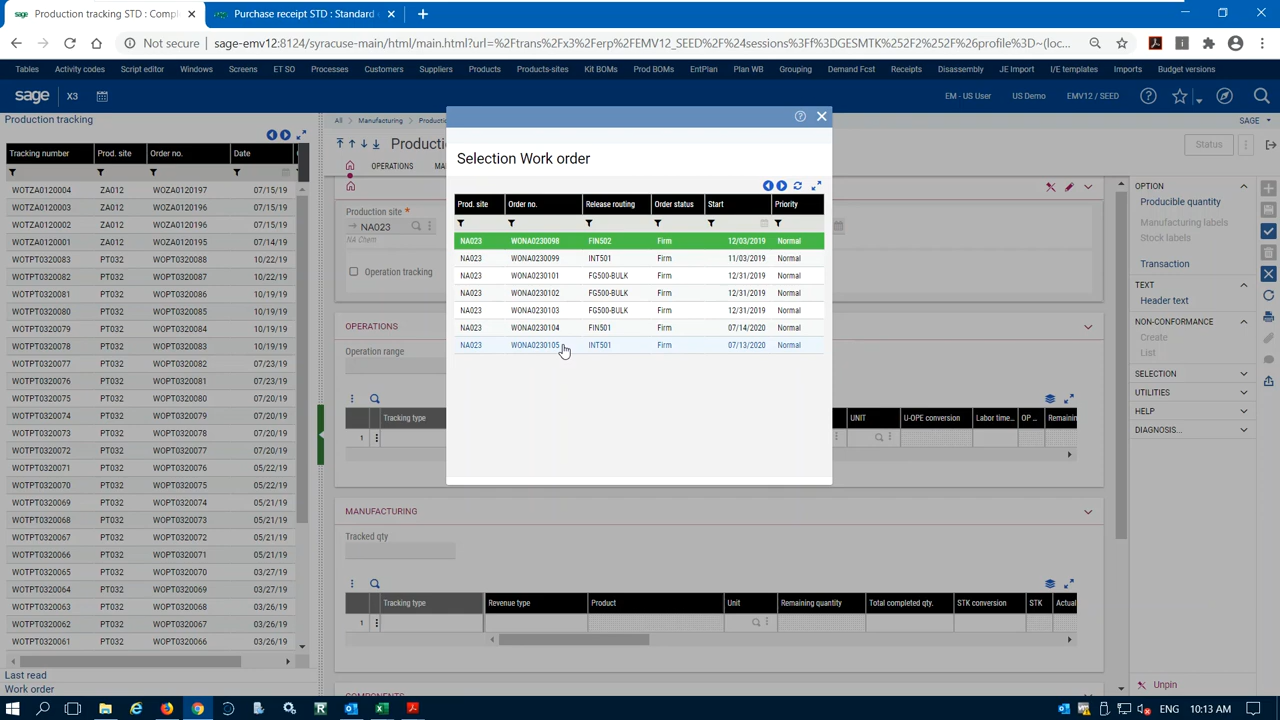 Production tracking STD : Compl
Purchase receipt STD : Standard
Not secure
sage-emv12:8124/syracuse-main/html/main.html?url=%2Ftrans%2Fx3%2Ferp%2FEMV12_SEED%2F%24sessions%3Ff%3DGESMTK%252F2%252F%26profile%3D~(loc...
Tables Activity codes Script editor Windows Screens ET SO Processes Customers Suppliers Products Products-sites Kit BOMs Prod BOMs EntPlan Plan WB Grouping Demand Fcst Receipts Disassembly JE Import I/E templates Imports Budget versions
sage X3 EM - US User US Demo EMV12 / SEED
Production tracking
All Manufacturing Production
SAGE
Production
Status
OPERATIONS
Tracking number Prod. site Order no. Date
WOTZA0120004 ZA012 WOZA0120197 07/15/19
WOTZA0120003 ZA012 WOZA0120197 07/15/19
WOTZA0120002 ZA012 WOZA0120197 07/15/19
WOTZA0120001 ZA012 WOZA0120197 07/14/19
WOTPT0320083 PT032 WOPT0320088 10/22/19
WOTPT0320082 PT032 WOPT0320087 10/22/19
WOTPT0320081 PT032 WOPT0320086 10/19/19
WOTPT0320080 PT032 WOPT0320085 10/19/19
WOTPT0320079 PT032 WOPT0320084 10/19/19
WOTPT0320078 PT032 WOPT0320083 10/19/19
WOTPT0320077 PT032 WOPT0320082 07/23/19
WOTPT0320076 PT032 WOPT0320081 07/23/19
WOTPT0320075 PT032 WOPT0320080 07/20/19
WOTPT0320074 PT032 WOPT0320079 07/20/19
WOTPT0320073 PT032 WOPT0320078 07/20/19
WOTPT0320072 PT032 WOPT0320077 07/20/19
WOTPT0320071 PT032 WOPT0320076 05/22/19
WOTPT0320070 PT032 WOPT0320075 05/22/19
WOTPT0320069 PT032 WOPT0320074 05/21/19
WOTPT0320068 PT032 WOPT0320073 05/21/19
WOTPT0320067 PT032 WOPT0320072 05/21/19
WOTPT0320066 PT032 WOPT0320071 05/21/19
WOTPT0320065 PT032 WOPT0320070 03/27/19
WOTPT0320064 PT032 WOPT0320069 03/27/19
WOTPT0320063 PT032 WOPT0320068 03/26/19
WOTPT0320062 PT032 WOPT0320067 03/26/19
WOTPT0320061 PT032 WOPT0320066 03/26/19
Last read
Work order
Production site *
NA023
NA Chem
Operation tracking
OPERATIONS
Operation range
Tracking type UNIT U-OPE conversion Labor time... OP ... Remaining
1
MANUFACTURING
Tracked qty
Tracking type Revenue type Product Unit Remaining quantity Total completed qty. STK conversion STK Actual
1
COMPONENTS
Selection Work order
Prod. site Order no. Release routing Order status Start Priority
NA023 WONA0230098 FIN502 Firm 12/03/2019 Normal
NA023 WONA0230099 INT501 Firm 11/03/2019 Normal
NA023 WONA0230101 FG500-BULK Firm 12/31/2019 Normal
NA023 WONA0230102 FG500-BULK Firm 12/31/2019 Normal
NA023 WONA0230103 FG500-BULK Firm 12/31/2019 Normal
NA023 WONA0230104 FIN501 Firm 07/14/2020 Normal
NA023 WONA0230105 INT501 Firm 07/13/2020 Normal
OPTION
Producible quantity
Manufacturing labels
Stock labels
Transaction
TEXT
Header text
NON-CONFORMANCE
Create
List
SELECTION
UTILITIES
HELP
DIAGNOSIS...
Unpin
ENG 10:13 AM